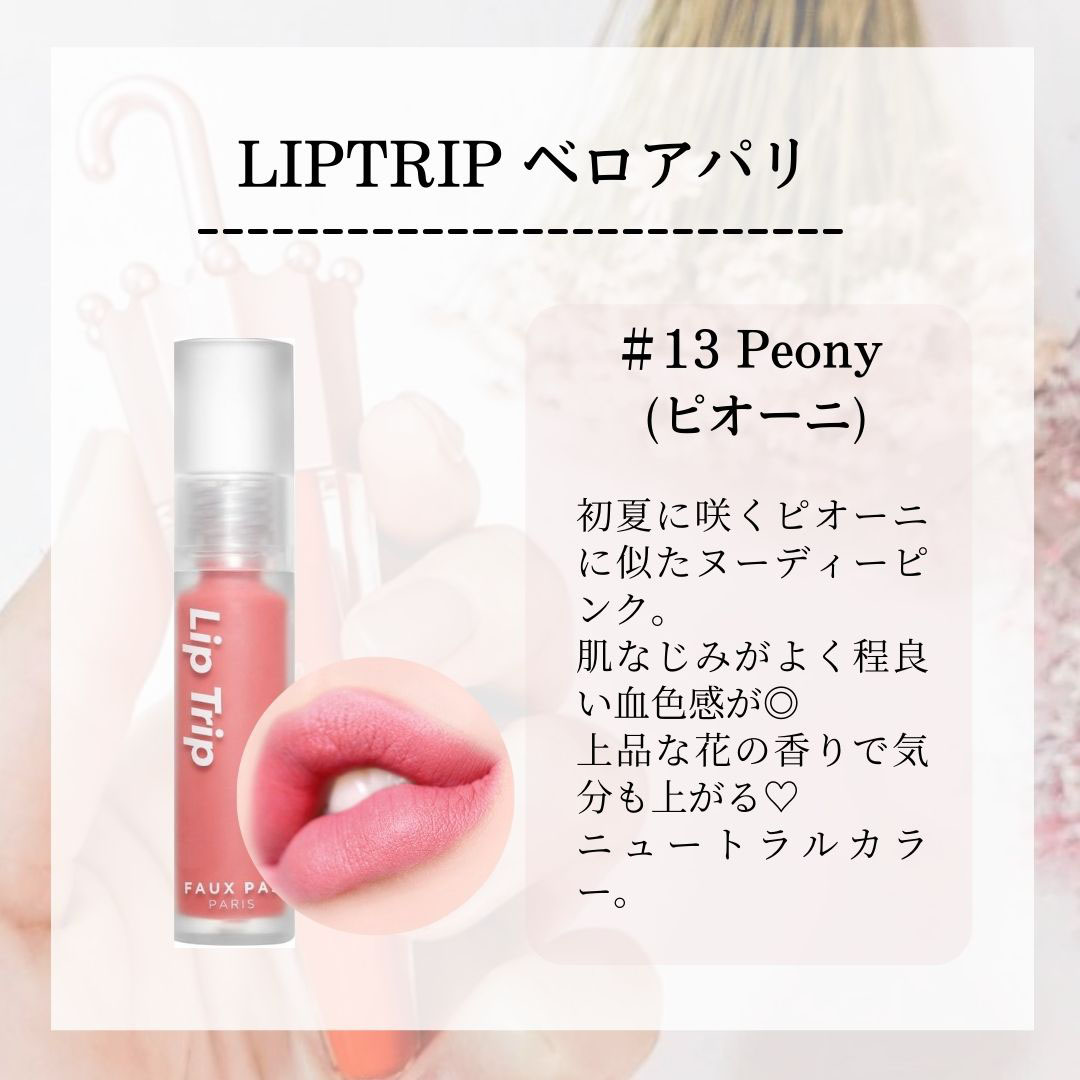 LIPTRIP ベロアパリ
#13 Peony
(ピオーニ)
初夏に咲くピオーニ
に似たヌーディーピ
ンク。
肌なじみがよく程良
い血色感が◎
上品な花の香りで気
分も上がる♡
ニュートラルカラ
ー。
Lip Trip
FAUX PA
PARIS